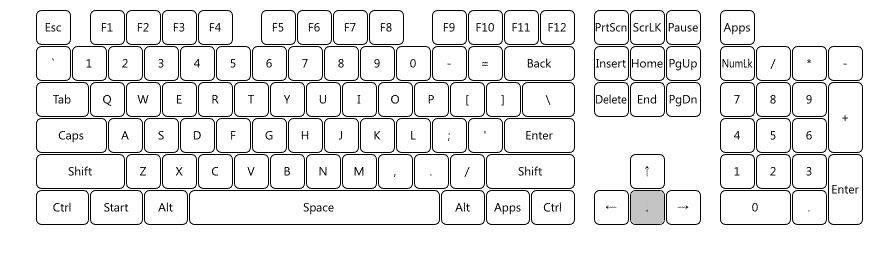 Esc F1 F2 F3 F4 F5 F6 F7 F8 F9 F10 F11 F12 PrtScn ScrLK Pause Apps
` 1 2 3 4 5 6 7 8 9 0 - = Back Insert Home PgUp NumLk / * -
Tab Q W E R T Y U I O P [ ] \ Delete End PgDn 7 8 9 +
Caps A S D F G H J K L ; ' Enter 4 5 6
Shift Z X C V B N M , . / Shift ↑ 1 2 3 Enter
Ctrl Start Alt Space Alt Apps Ctrl ← . → 0 .